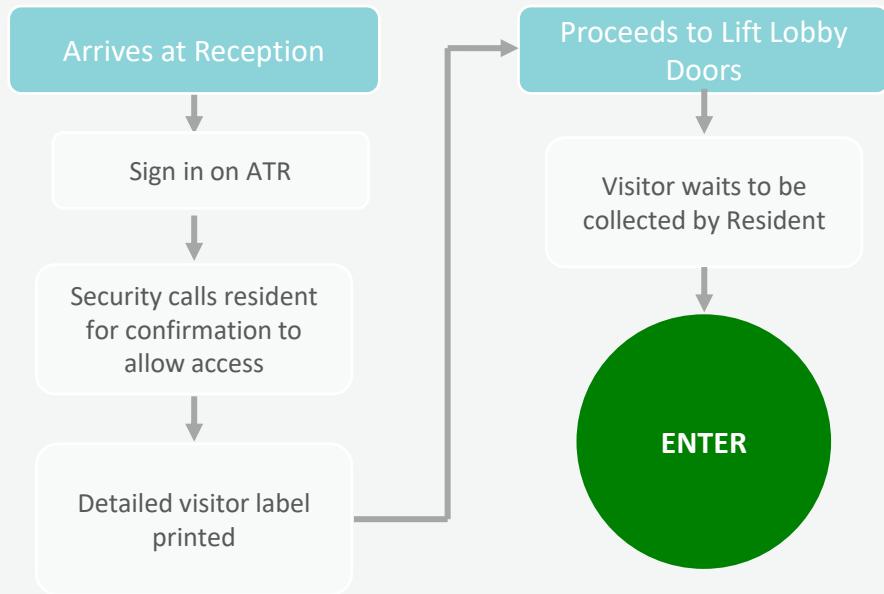 Arrives at Reception
Sign in on ATR
Security calls resident
for confirmation to
allow access
Detailed visitor label
printed
Proceeds to Lift Lobby
Doors
Visitor waits to be
collected by Resident
ENTER